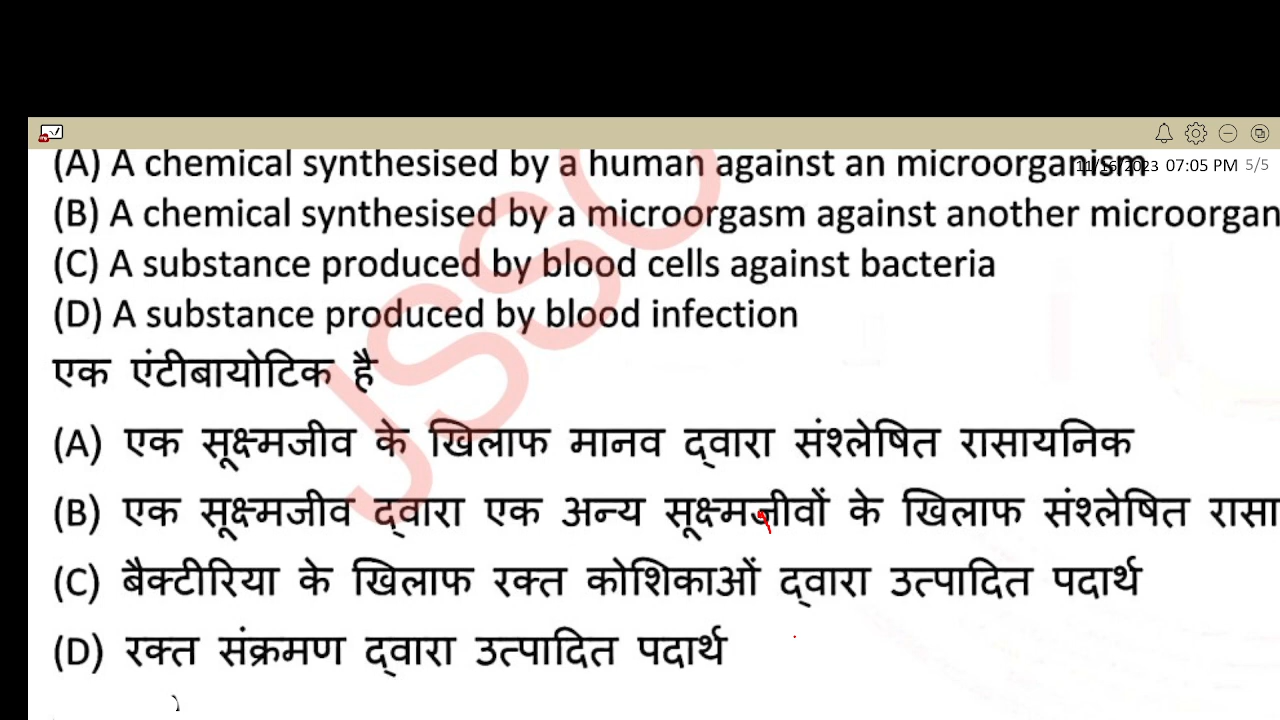 (A) A chemical synthesised by a human against an microorganism
11/16/2023 07:05 PM 5/5
(B) A chemical synthesised by a microorgasm against another microorgan
(C) A substance produced by blood cells against bacteria
(D) A substance produced by blood infection
एक एंटीबायोटिक है
(A) एक सूक्ष्मजीव के खिलाफ मानव द्वारा संश्लेषित रासायनिक
(B) एक सूक्ष्मजीव द्वारा एक अन्य सूक्ष्मजीवों के खिलाफ संश्लेषित रासा
(C) बैक्टीरिया के खिलाफ रक्त कोशिकाओं द्वारा उत्पादित पदार्थ
(D) रक्त संक्रमण द्वारा उत्पादित पदार्थ
JSSC